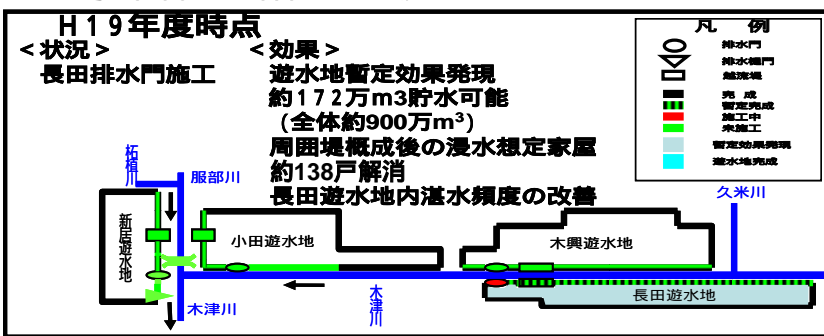 H19年度時点
<状況>
長田排水門施工
<効果>
遊水地暫定効果発現
約172万m3貯水可能
(全体約900万m³)
周囲堤概成後の浸水想定家屋
約138戸解消
長田遊水地内湛水頻度の改善
凡 例
排水門
排水樋門
越流堤
完 成
暫定完成
施工中
未施工
暫定効果発現
遊水地完成
柘植川
服部川
新居遊水地
小田遊水地
木津川
木津川
木興遊水地
久米川
長田遊水地